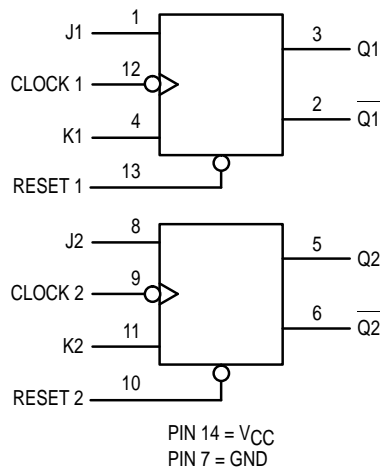 J1 1
3 Q1
CLOCK 1 12
2 Q1̅
K1 4
RESET 1 13
J2 8
5 Q2
CLOCK 2 9
6 Q2̅
K2 11
RESET 2 10
PIN 14 = VCC
PIN 7 = GND